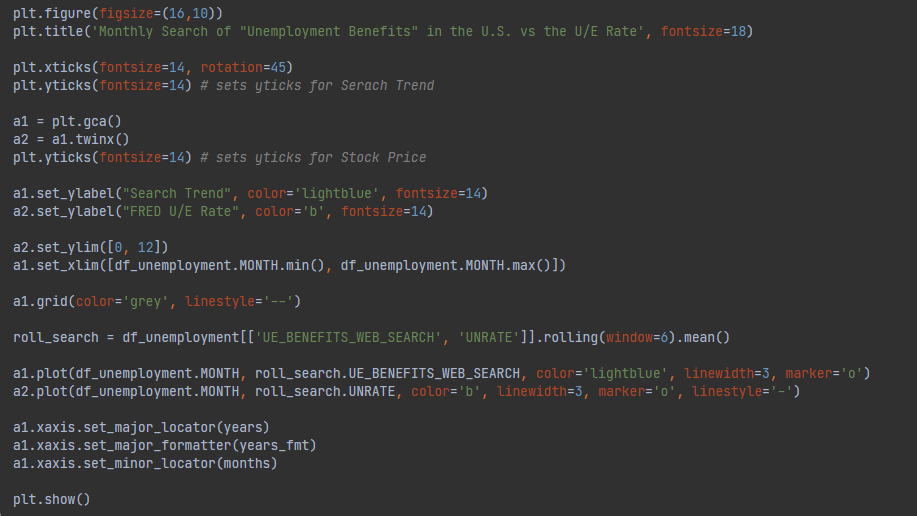 plt.figure(figsize=(16,10))
plt.title('Monthly Search of "Unemployment Benefits" in the U.S. vs the U/E Rate', fontsize=18)
plt.xticks(fontsize=14, rotation=45)
plt.yticks(fontsize=14) # sets yticks for Serach Trend
a1 = plt.gca()
a2 = a1.twinx()
plt.yticks(fontsize=14) # sets yticks for Stock Price
a1.set_ylabel("Search Trend", color='lightblue', fontsize=14)
a2.set_ylabel("FRED U/E Rate", color='b', fontsize=14)
a2.set_ylim([0, 12])
a1.set_xlim([df_unemployment.MONTH.min(), df_unemployment.MONTH.max()])
a1.grid(color='grey', linestyle='--')
roll_search = df_unemployment[['UE_BENEFITS_WEB_SEARCH', 'UNRATE']].rolling(window=6).mean()
a1.plot(df_unemployment.MONTH, roll_search.UE_BENEFITS_WEB_SEARCH, color='lightblue', linewidth=3, marker='o')
a2.plot(df_unemployment.MONTH, roll_search.UNRATE, color='b', linewidth=3, marker='o', linestyle='-')
a1.xaxis.set_major_locator(years)
a1.xaxis.set_major_formatter(years_fmt)
a1.xaxis.set_minor_locator(months)
plt.show()